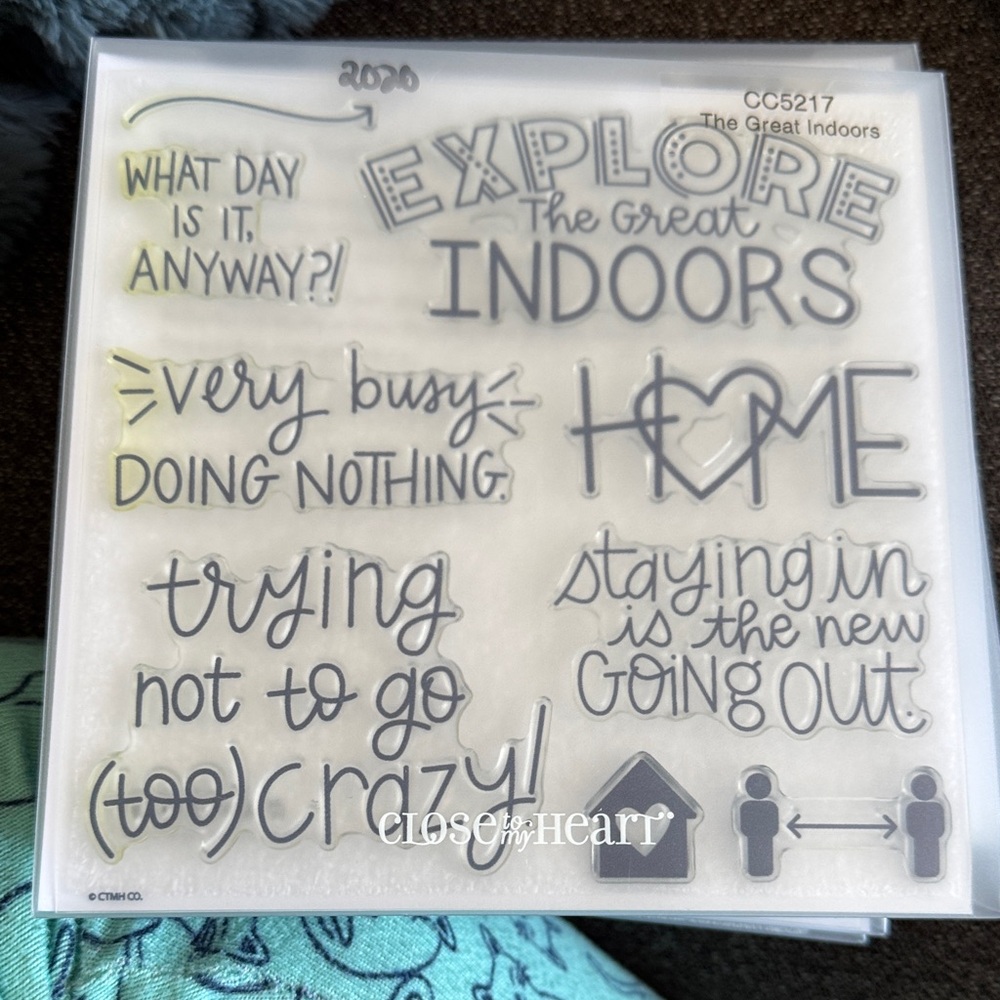 2020
CC5217
The Great Indoors
WHAT DAY
IS IT,
ANYWAY?!
EXPLORE
The Great
INDOORS
very busy
DOING NOTHING.
HOME
trying
not to go
(too) crazy!
staying in
is the new
GOiNg OUt.
CLOSE to my HEART®
© CTMH CO.